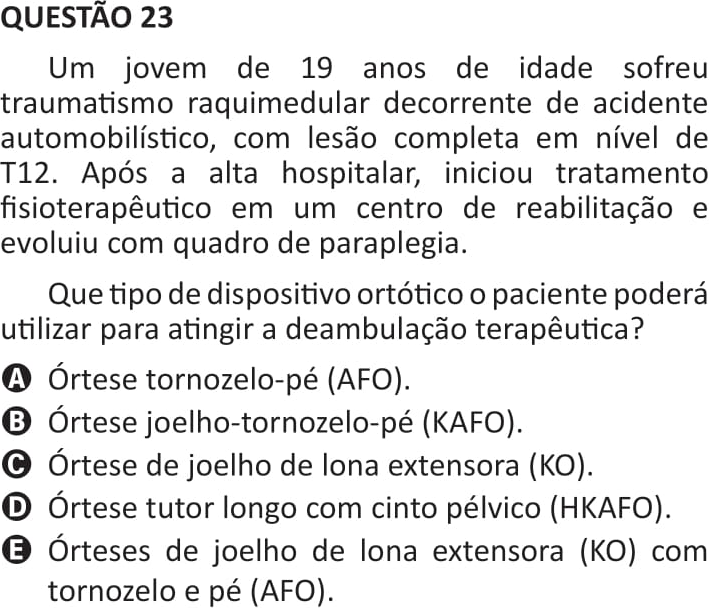 QUESTÃO 23
Um jovem de 19 anos de idade sofreu
traumatismo raquimedular decorrente de acidente
automobilístico, com lesão completa em nível de
T12. Após a alta hospitalar, iniciou tratamento
fisioterapêutico em um centro de reabilitação e
evoluiu com quadro de paraplegia.
Que tipo de dispositivo ortótico o paciente poderá
utilizar para atingir a deambulação terapêutica?
A Órtese tornozelo-pé (AFO).
B Órtese joelho-tornozelo-pé (KAFO).
C Órtese de joelho de lona extensora (KO).
D Órtese tutor longo com cinto pélvico (HKAFO).
E Órteses de joelho de lona extensora (KO) com
tornozelo e pé (AFO).